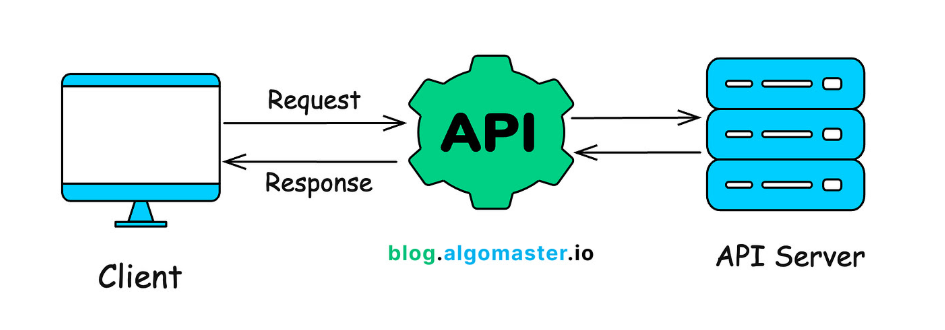 Request
API
Response
blog.algomaster.io
API Server
Client